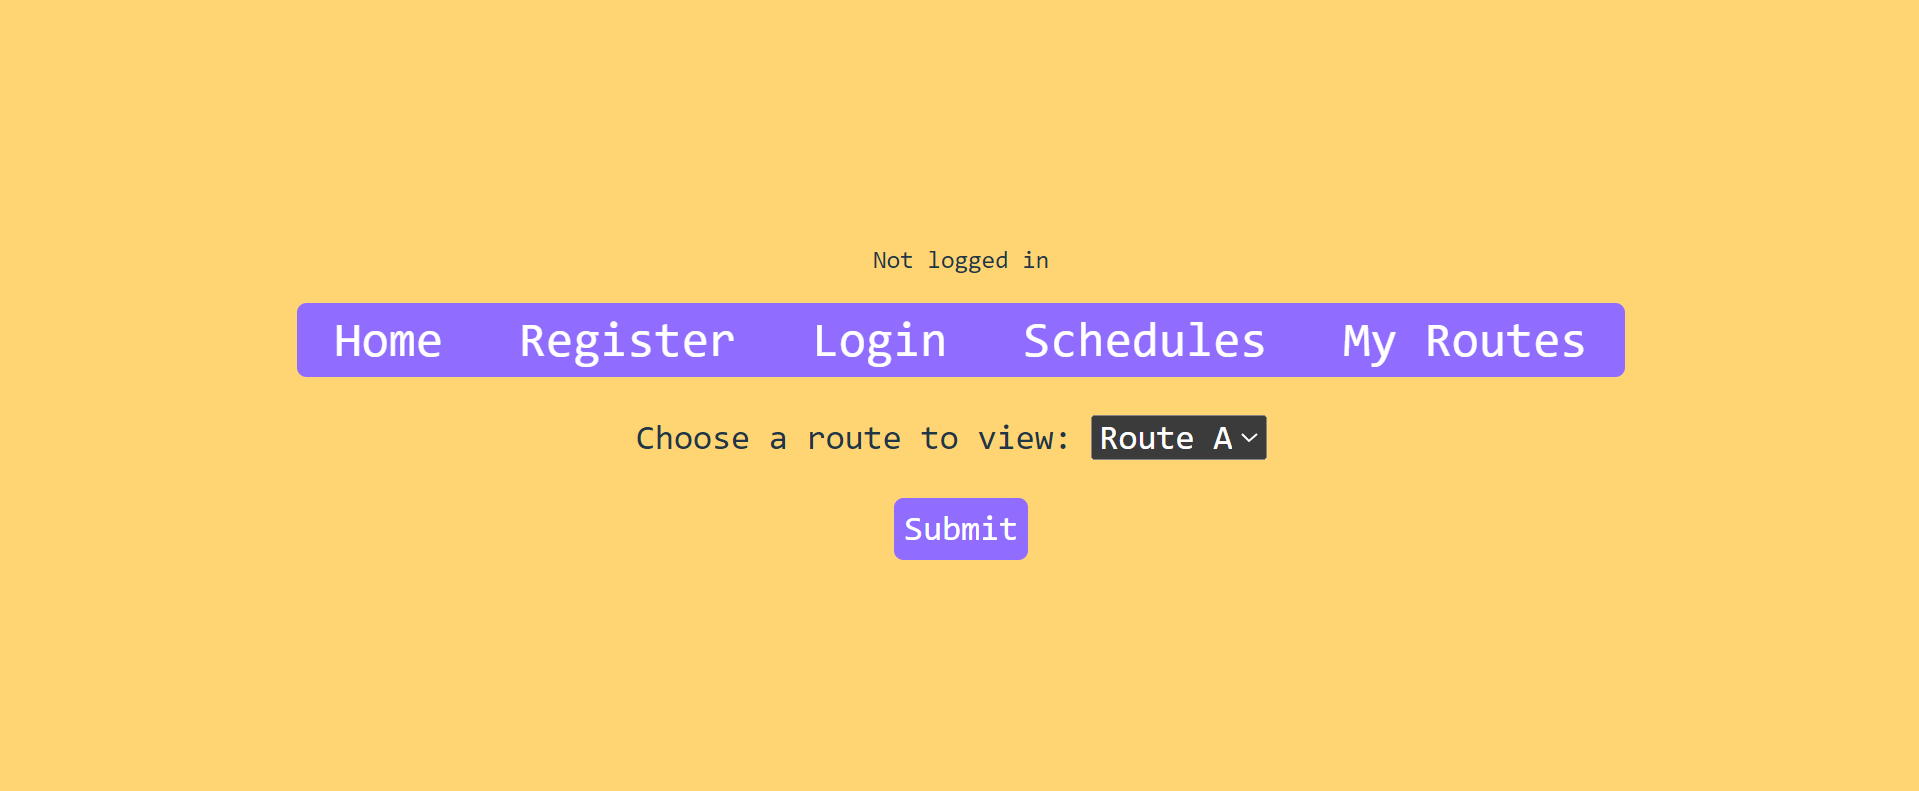 Not logged in
Home Register Login Schedules My Routes
Choose a route to view: Route A
Submit